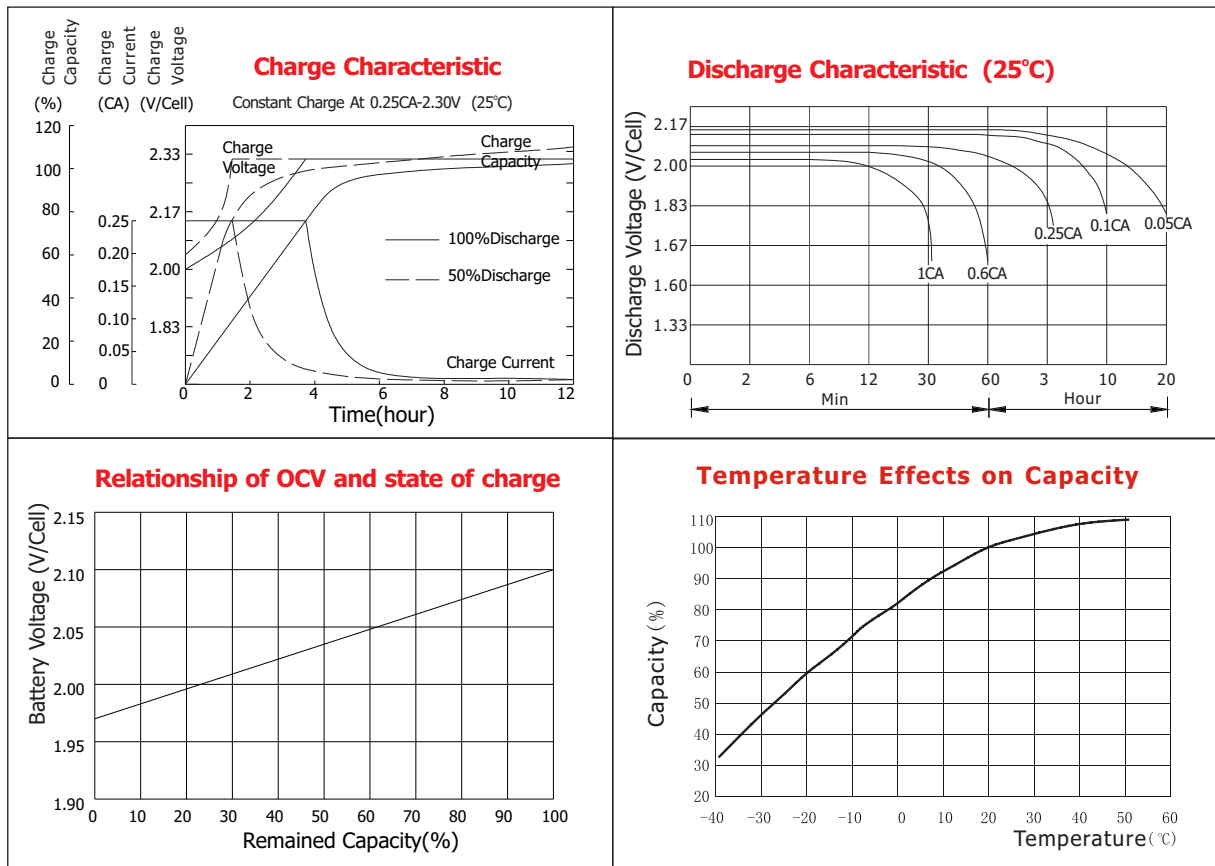 Charge Capacity
Charge Current
Charge Voltage
(%)
(CA)
(V/Cell)
Charge Characteristic
Constant Charge At 0.25CA-2.30V (25°C)
120
100
80
60
40
20
0
0.25
0.20
0.15
0.10
0.05
0
2.33
2.17
2.00
1.83
Charge
Voltage
Charge
Capacity
100%Discharge
50%Discharge
Charge Current
0 2 4 6 8 10 12
Time(hour)
Discharge Characteristic (25°C)
Discharge Voltage (V/Cell)
2.17
2.00
1.83
1.67
1.60
1.33
1CA
0.6CA
0.25CA
0.1CA
0.05CA
0 2 6 12 30 60 3 10 20
Min
Hour
Relationship of OCV and state of charge
Battery Voltage (V/Cell)
2.15
2.10
2.05
2.00
1.95
1.90
0 10 20 30 40 50 60 70 80 90 100
Remained Capacity(%)
Temperature Effects on Capacity
Capacity(%)
110
100
90
80
70
60
50
40
30
20
-40 -30 -20 -10 0 10 20 30 40 50 60
Temperature(℃)